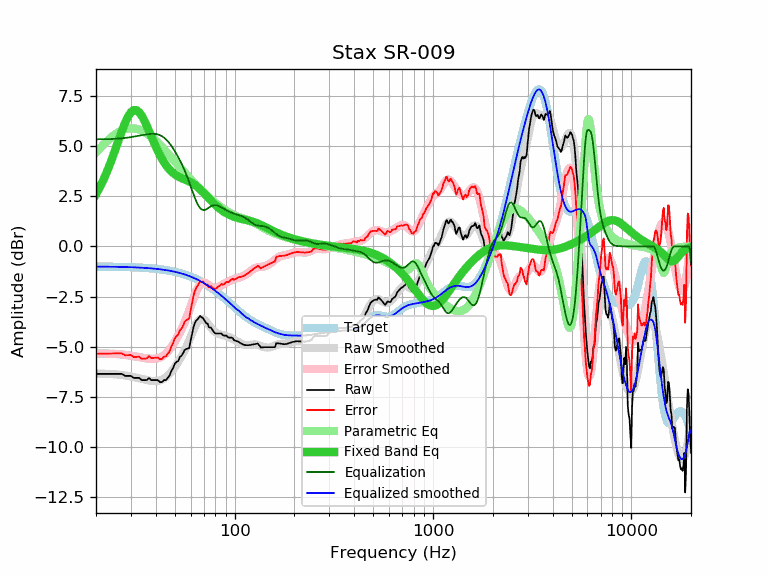 Stax SR-009
Amplitude (dBr)
7.5
5.0
2.5
0.0
−2.5
−5.0
−7.5
−10.0
−12.5
Target
Raw Smoothed
Error Smoothed
Raw
Error
Parametric Eq
Fixed Band Eq
Equalization
Equalized smoothed
100
1000
10000
Frequency (Hz)